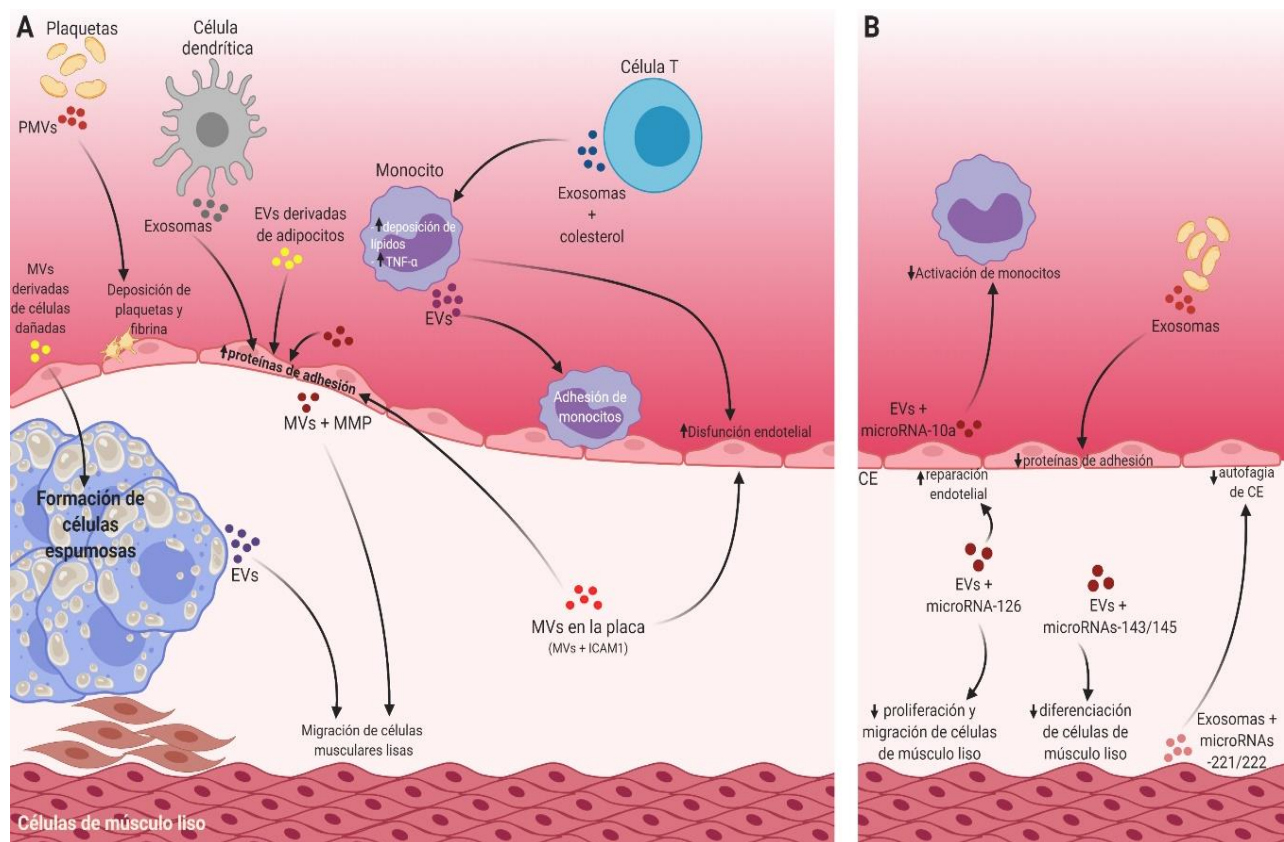 A
Plaquetas
PMVs
Célula
dendrítica
Exosomas
EVs derivadas
de adipocitos
Monocito
↑deposición de
lípidos
-↑TNF-α
EVs
Célula T
Exosomas
+
colesterol
MVs
derivadas
de células
dañadas
Deposición de
plaquetas y
fibrina
↑proteínas de adhesión
MVs + MMP
Adhesión de
monocitos
↑Disfunción endotelial
Formación de
células
espumosas
EVs
MVs en la placa
(MVs + ICAM1)
Migración de células
musculares lisas
Células de músculo liso
B
↓Activación de monocitos
Exosomas
EVs +
microRNA-10a
CE
↑reparación
endotelial
↓proteínas de adhesión
↓autofagia
de CE
EVs +
microRNA-126
EVs +
microRNAs-143/145
↓ proliferación y
migración de células
de músculo liso
↓diferenciación
de células de
músculo liso
Exosomas +
microRNAs
-221/222